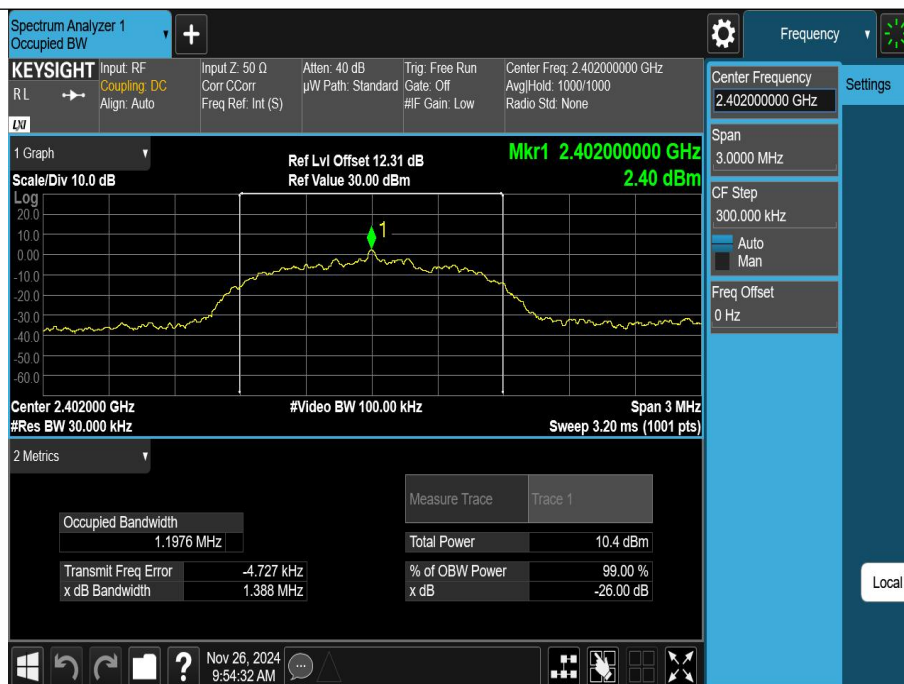 Spectrum Analyzer 1
Occupied BW
Frequency
KEYSIGHT
R L
LXI
Input: RF
Coupling: DC
Align: Auto
Input Z: 50 Ω
Corr CCorr
Freq Ref: Int (S)
Atten: 40 dB
µW Path: Standard
Trig: Free Run
Gate: Off
#IF Gain: Low
Center Freq: 2.402000000 GHz
Avg|Hold: 1000/1000
Radio Std: None
Center Frequency
2.402000000 GHz
Settings
Span
3.0000 MHz
CF Step
300.000 kHz
Auto
Man
Freq Offset
0 Hz
Local
1 Graph
Scale/Div 10.0 dB
Ref Lvl Offset 12.31 dB
Ref Value 30.00 dBm
Mkr1 2.402000000 GHz
2.40 dBm
Log
20.0
10.0
0.00
-10.0
-20.0
-30.0
-40.0
-50.0
-60.0
1
Center 2.402000 GHz
#Res BW 30.000 kHz
#Video BW 100.00 kHz
Span 3 MHz
Sweep 3.20 ms (1001 pts)
2 Metrics
Measure Trace Trace 1
Occupied Bandwidth
1.1976 MHz
Total Power 10.4 dBm
Transmit Freq Error -4.727 kHz
% of OBW Power 99.00 %
x dB Bandwidth 1.388 MHz
x dB -26.00 dB
?
Nov 26, 2024
9:54:32 AM